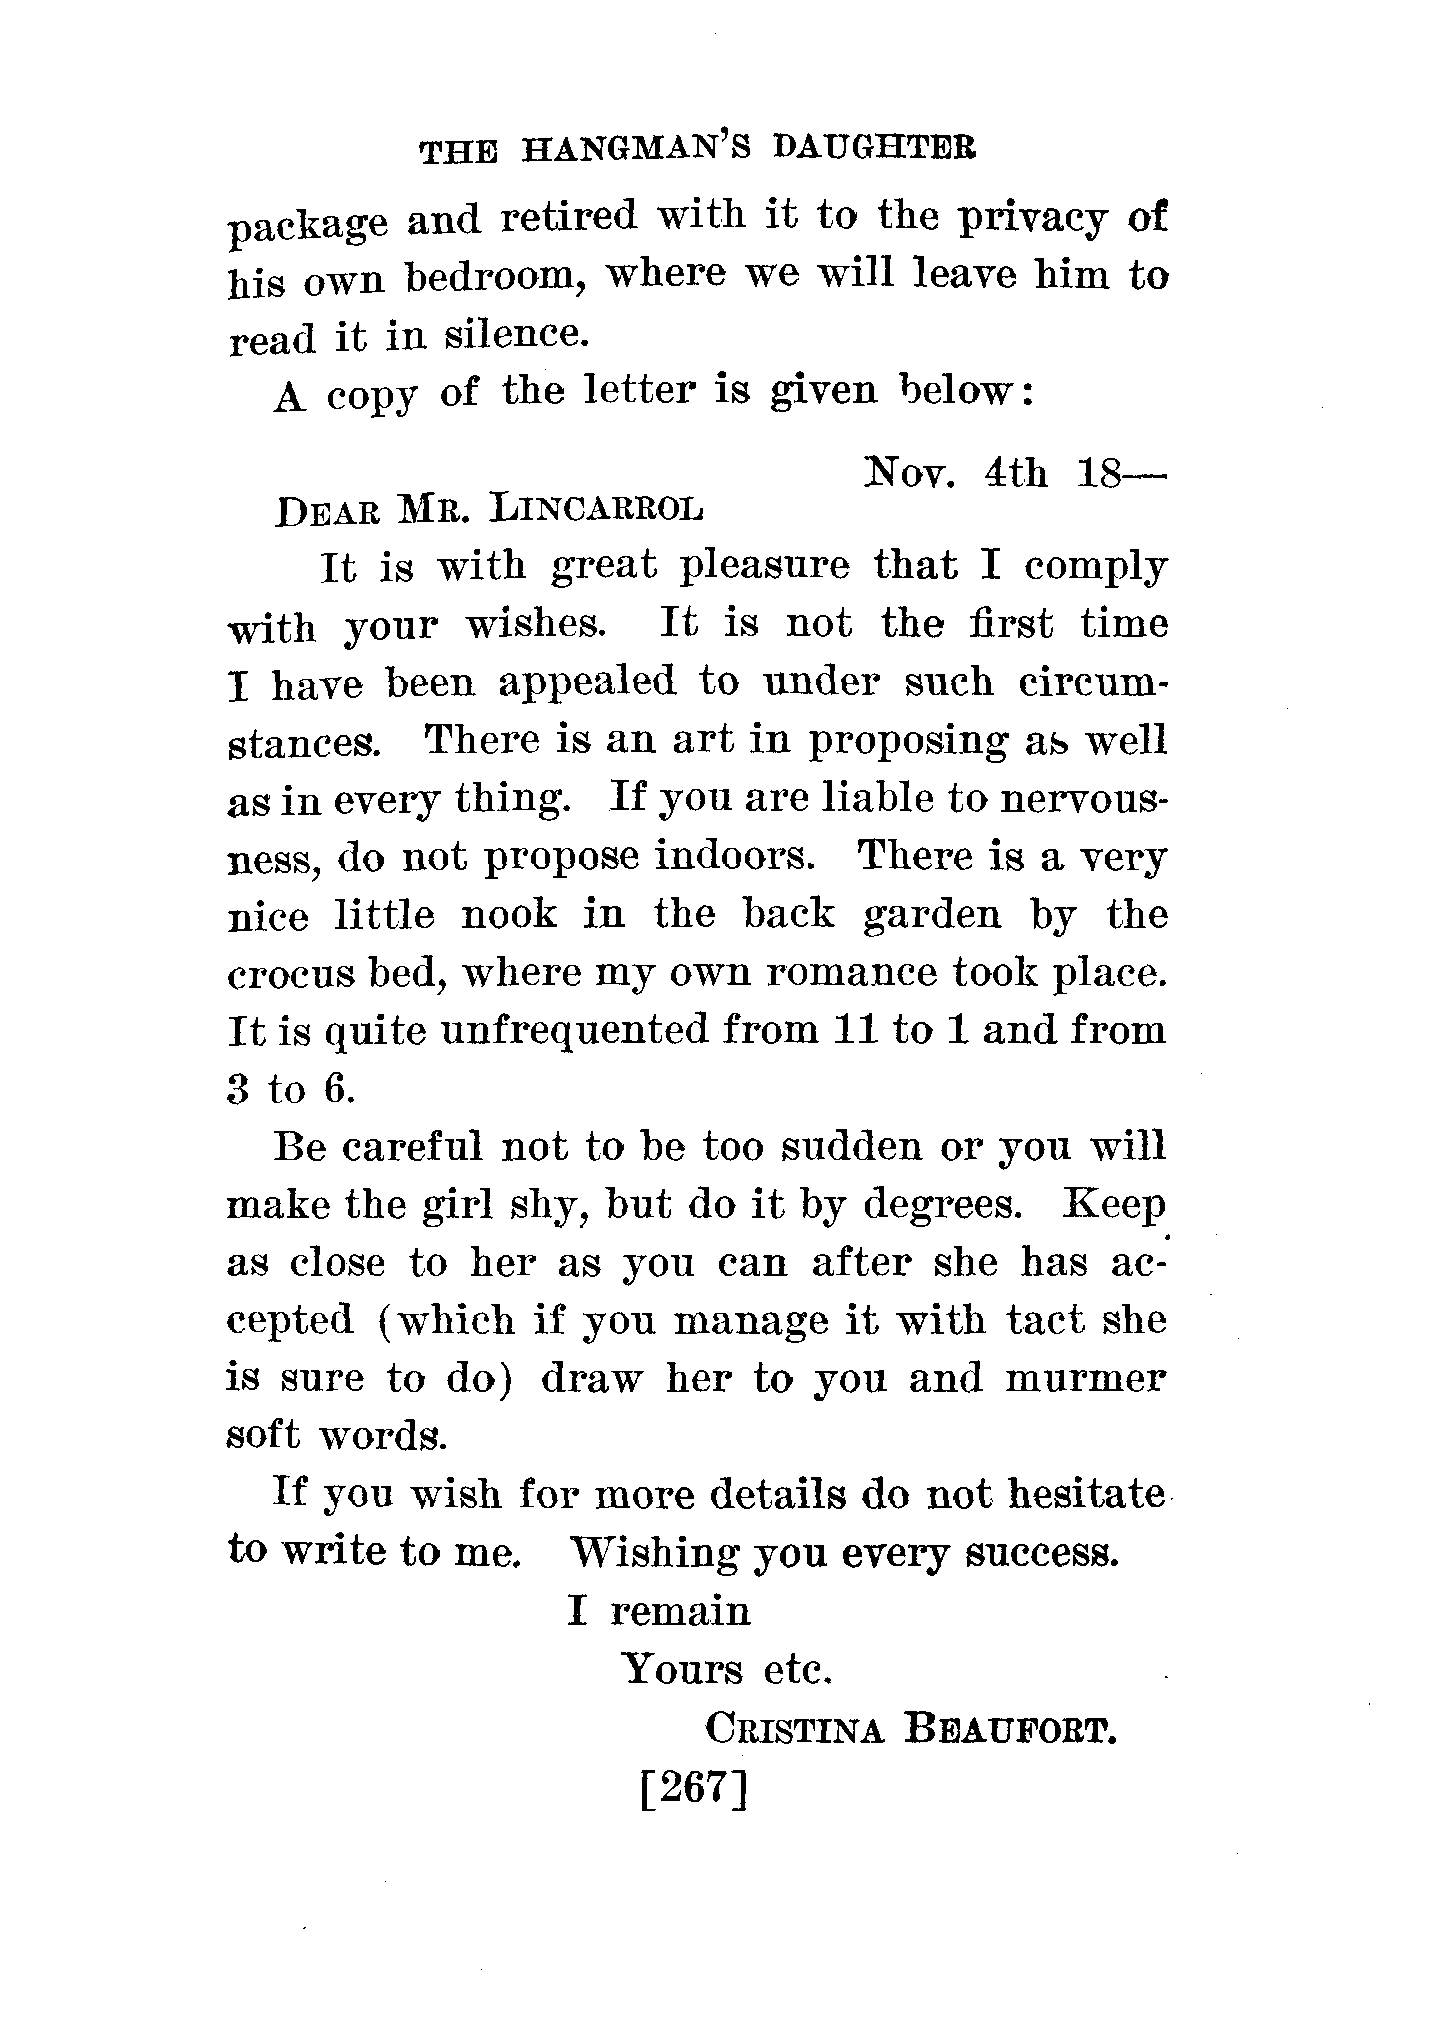 THE HANGMAN'S DAUGHTER
package and retired with it to the privacy of
his own bedroom, where we will leave him to
read it in silence.
A copy of the letter is given below:
Nov. 4th 18—
DEAR MR. LINCARROL
It is with great pleasure that I comply
with your wishes. It is not the first time
I have been appealed to under such circum-
stances. There is an art in proposing as well
as in every thing. If you are liable to nervous-
ness, do not propose indoors. There is a very
nice little nook in the back garden by the
crocus bed, where my own romance took place.
It is quite unfrequented from 11 to 1 and from
3 to 6.
Be careful not to be too sudden or you will
make the girl shy, but do it by degrees. Keep
as close to her as you can after she has ac-
cepted (which if you manage it with tact she
is sure to do) draw her to you and murmer
soft words.
If you wish for more details do not hesitate
to write to me. Wishing you every success.
I remain
Yours etc.
CRISTINA BEAUFORT.
[267]